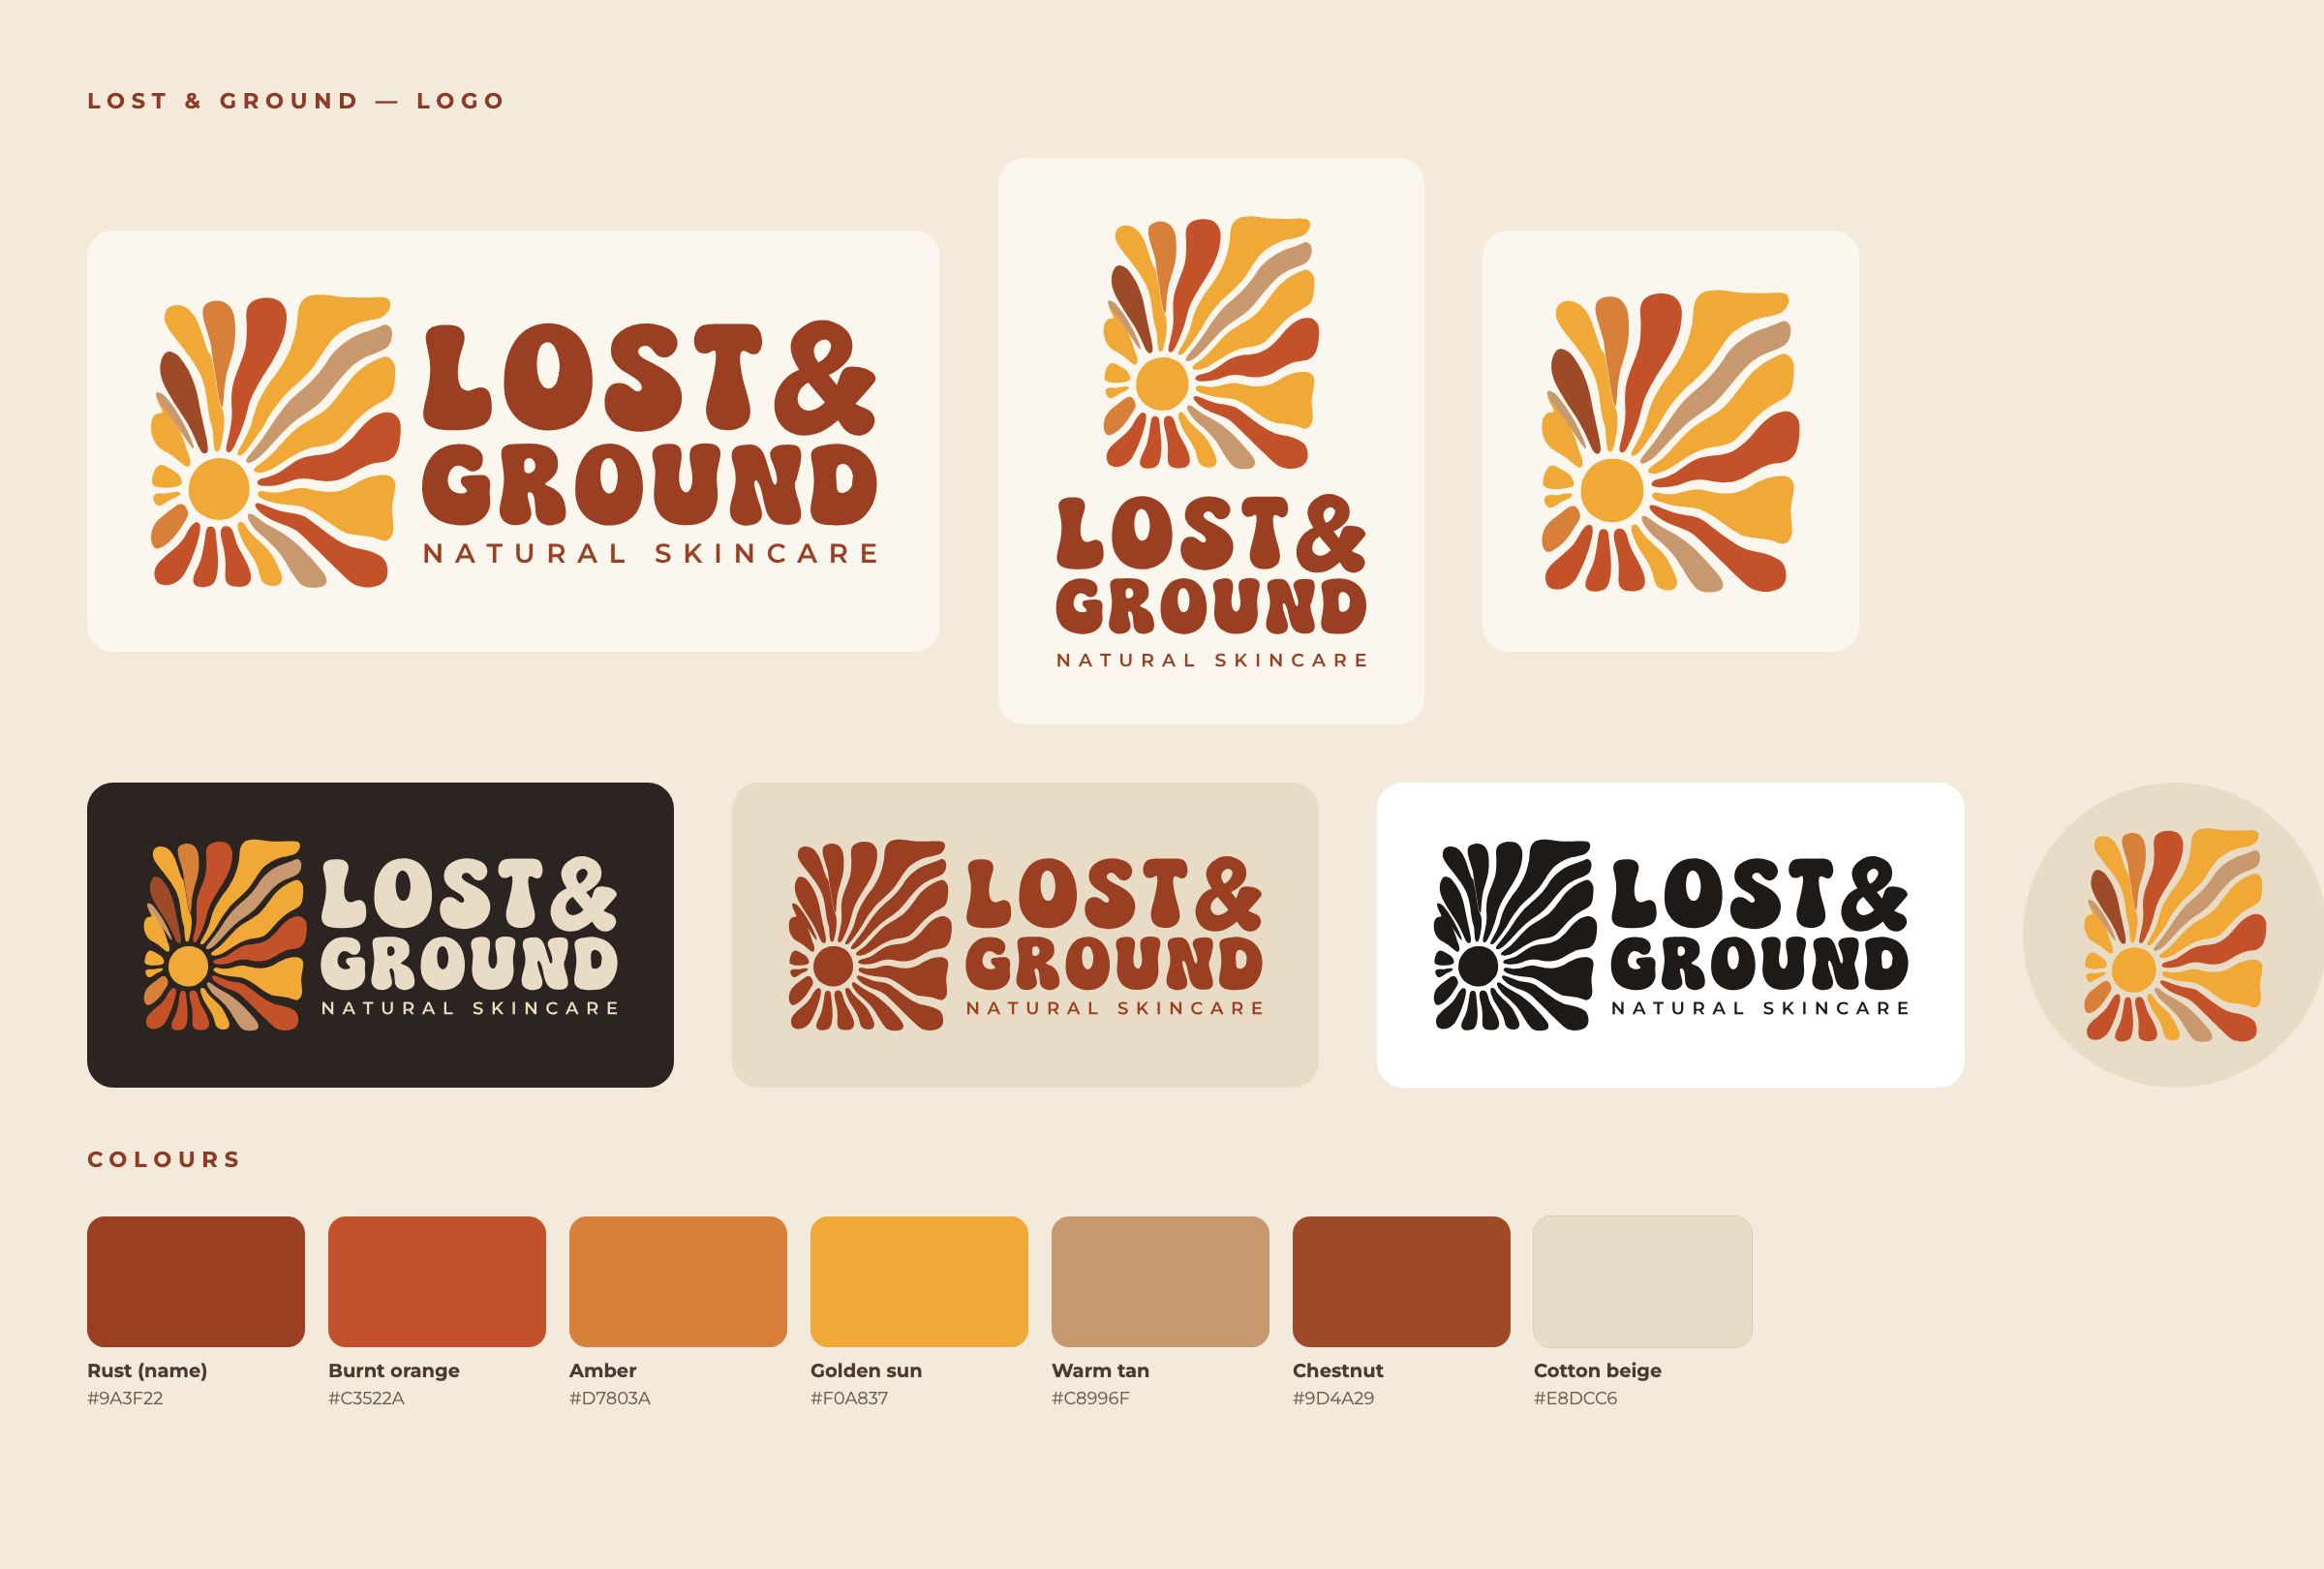 LOST & GROUND — LOGO
LOST&
GROUND
NATURAL SKINCARE
LOST&
GROUND
NATURAL SKINCARE
LOST&
GROUND
NATURAL SKINCARE
LOST&
GROUND
NATURAL SKINCARE
LOST&
GROUND
NATURAL SKINCARE
COLOURS
Rust (name)
#9A3F22
Burnt orange
#C3522A
Amber
#D7803A
Golden sun
#F0A837
Warm tan
#C8996F
Chestnut
#9D4A29
Cotton beige
#E8DCC6